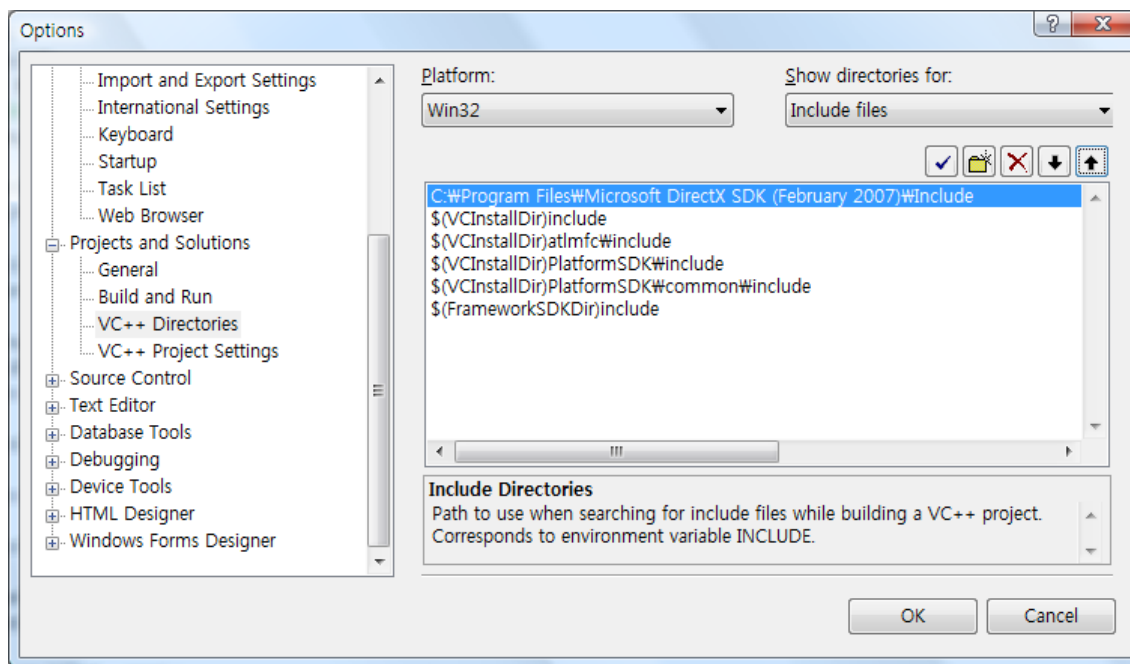 Options
Import and Export Settings
International Settings
Keyboard
Startup
Task List
Web Browser
Projects and Solutions
General
Build and Run
VC++ Directories
VC++ Project Settings
Source Control
Text Editor
Database Tools
Debugging
Device Tools
HTML Designer
Windows Forms Designer
Platform:
Win32
Show directories for:
Include files
C:₩Program Files₩Microsoft DirectX SDK (February 2007)₩Include
$(VCInstallDir)include
$(VCInstallDir)atlmfc₩include
$(VCInstallDir)PlatformSDK₩include
$(VCInstallDir)PlatformSDK₩common₩include
$(FrameworkSDKDir)include
Include Directories
Path to use when searching for include files while building a VC++ project.
Corresponds to environment variable INCLUDE.
OK
Cancel